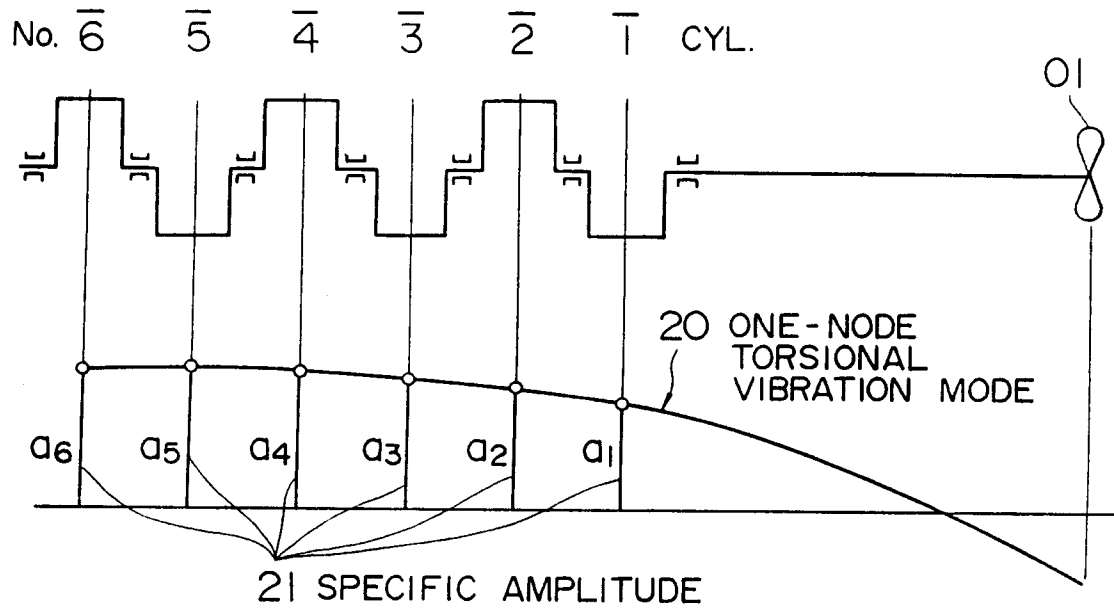 No. 6 5 4 3 2 1 CYL.
01
20 ONE-NODE
TORSIONAL
VIBRATION MODE
a6 a5 a4 a3 a2 a1
21 SPECIFIC AMPLITUDE